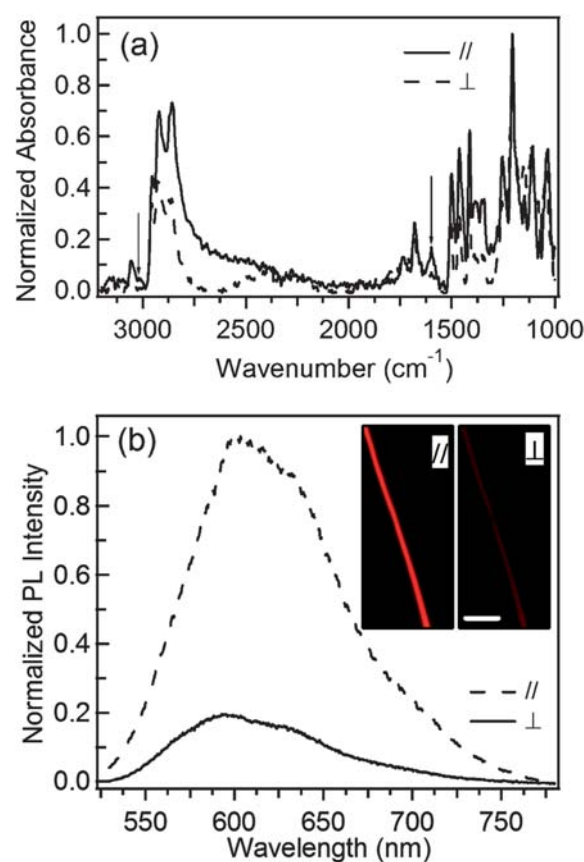 (a)
//
⊥
Normalized Absorbance
1.0
0.8
0.6
0.4
0.2
0.0
3000 2500 2000 1500 1000
Wavenumber (cm⁻¹)
(b)
//
⊥
Normalized PL Intensity
1.0
0.8
0.6
0.4
0.2
0.0
//
⊥
550 600 650 700 750
Wavelength (nm)